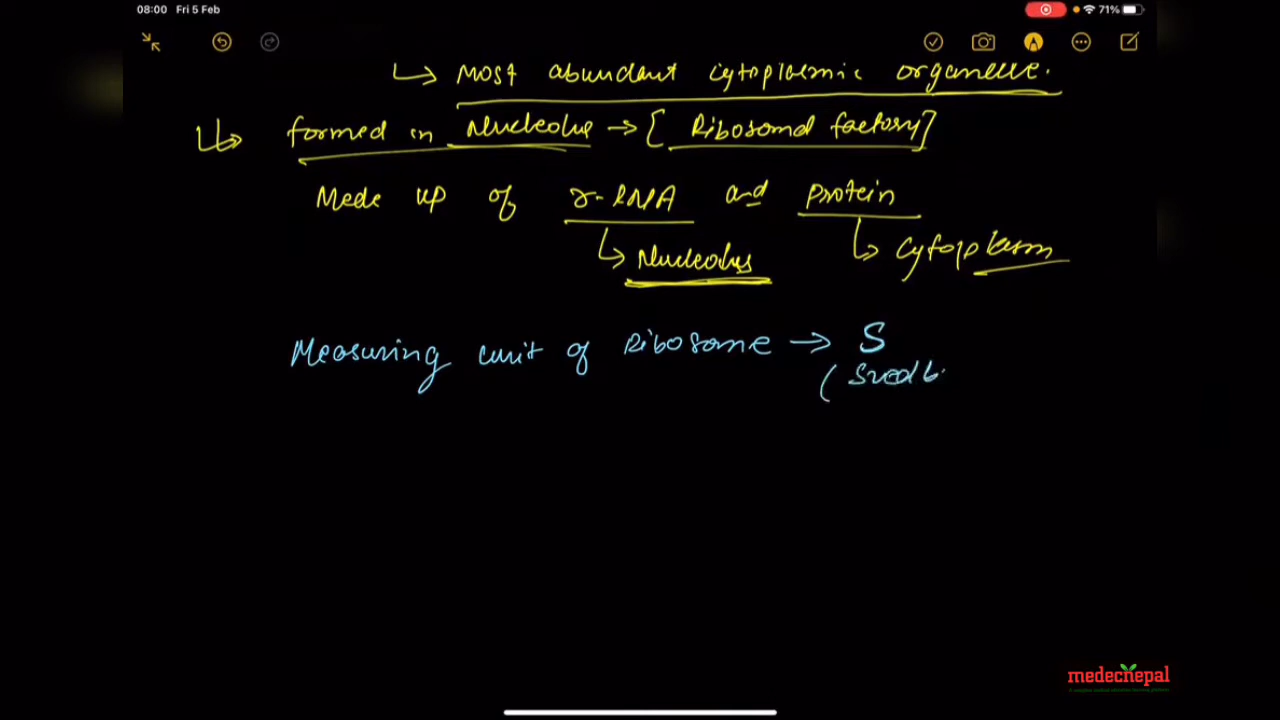 08:00 Fri 5 Feb 71%
↳ Most abundant cytoplasmic organelle.
↳ formed in Nucleolus → [Ribosomal factory]
Made up of r-RNA and protein
↳ Nucleolus ↳ Cytoplasm
Measuring unit of Ribosome → S
(Svedb
medecnepal